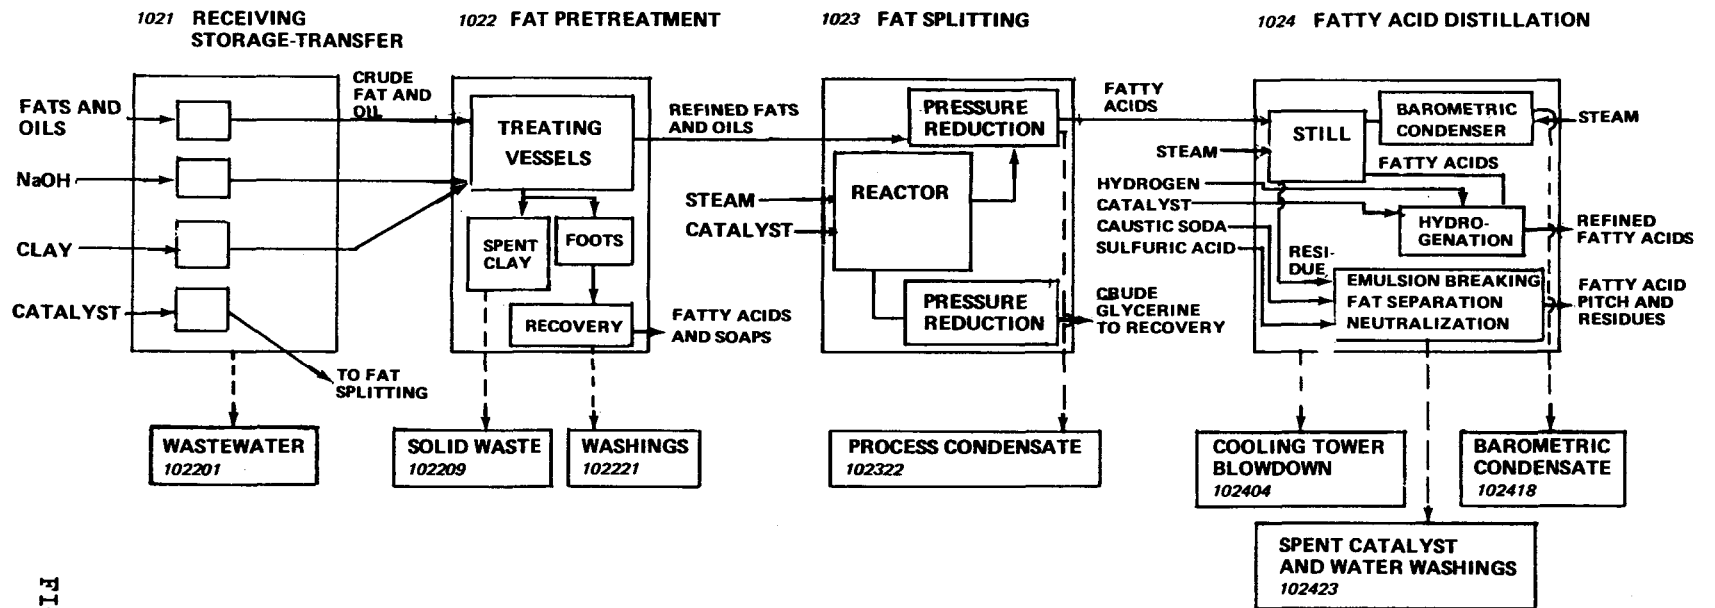 1021 RECEIVING
STORAGE-TRANSFER
1022 FAT PRETREATMENT
1023 FAT SPLITTING
1024 FATTY ACID DISTILLATION
FATS AND
OILS
NaOH
CLAY
CATALYST
TO FAT
SPLITTING
WASTEWATER
102201
CRUDE
FAT AND
OIL
TREATING
VESSELS
SPENT
CLAY
FOOTS
RECOVERY
FATTY ACIDS
AND SOAPS
SOLID WASTE
102209
WASHINGS
102221
REFINED FATS
AND OILS
STEAM
CATALYST
PRESSURE
REDUCTION
REACTOR
PRESSURE
REDUCTION
CRUDE
GLYCERINE
TO RECOVERY
PROCESS CONDENSATE
102322
FATTY
ACIDS
STEAM
HYDROGEN
CATALYST
CAUSTIC SODA
SULFURIC ACID
STILL
BAROMETRIC
CONDENSER
STEAM
FATTY ACIDS
HYDRO-
GENATION
REFINED
FATTY ACIDS
RESI-
DUE
EMULSION BREAKING
FAT SEPARATION
NEUTRALIZATION
FATTY ACID
PITCH AND
RESIDUES
COOLING TOWER
BLOWDOWN
102404
BAROMETRIC
CONDENSATE
102418
SPENT CATALYST
AND WATER WASHINGS
102423